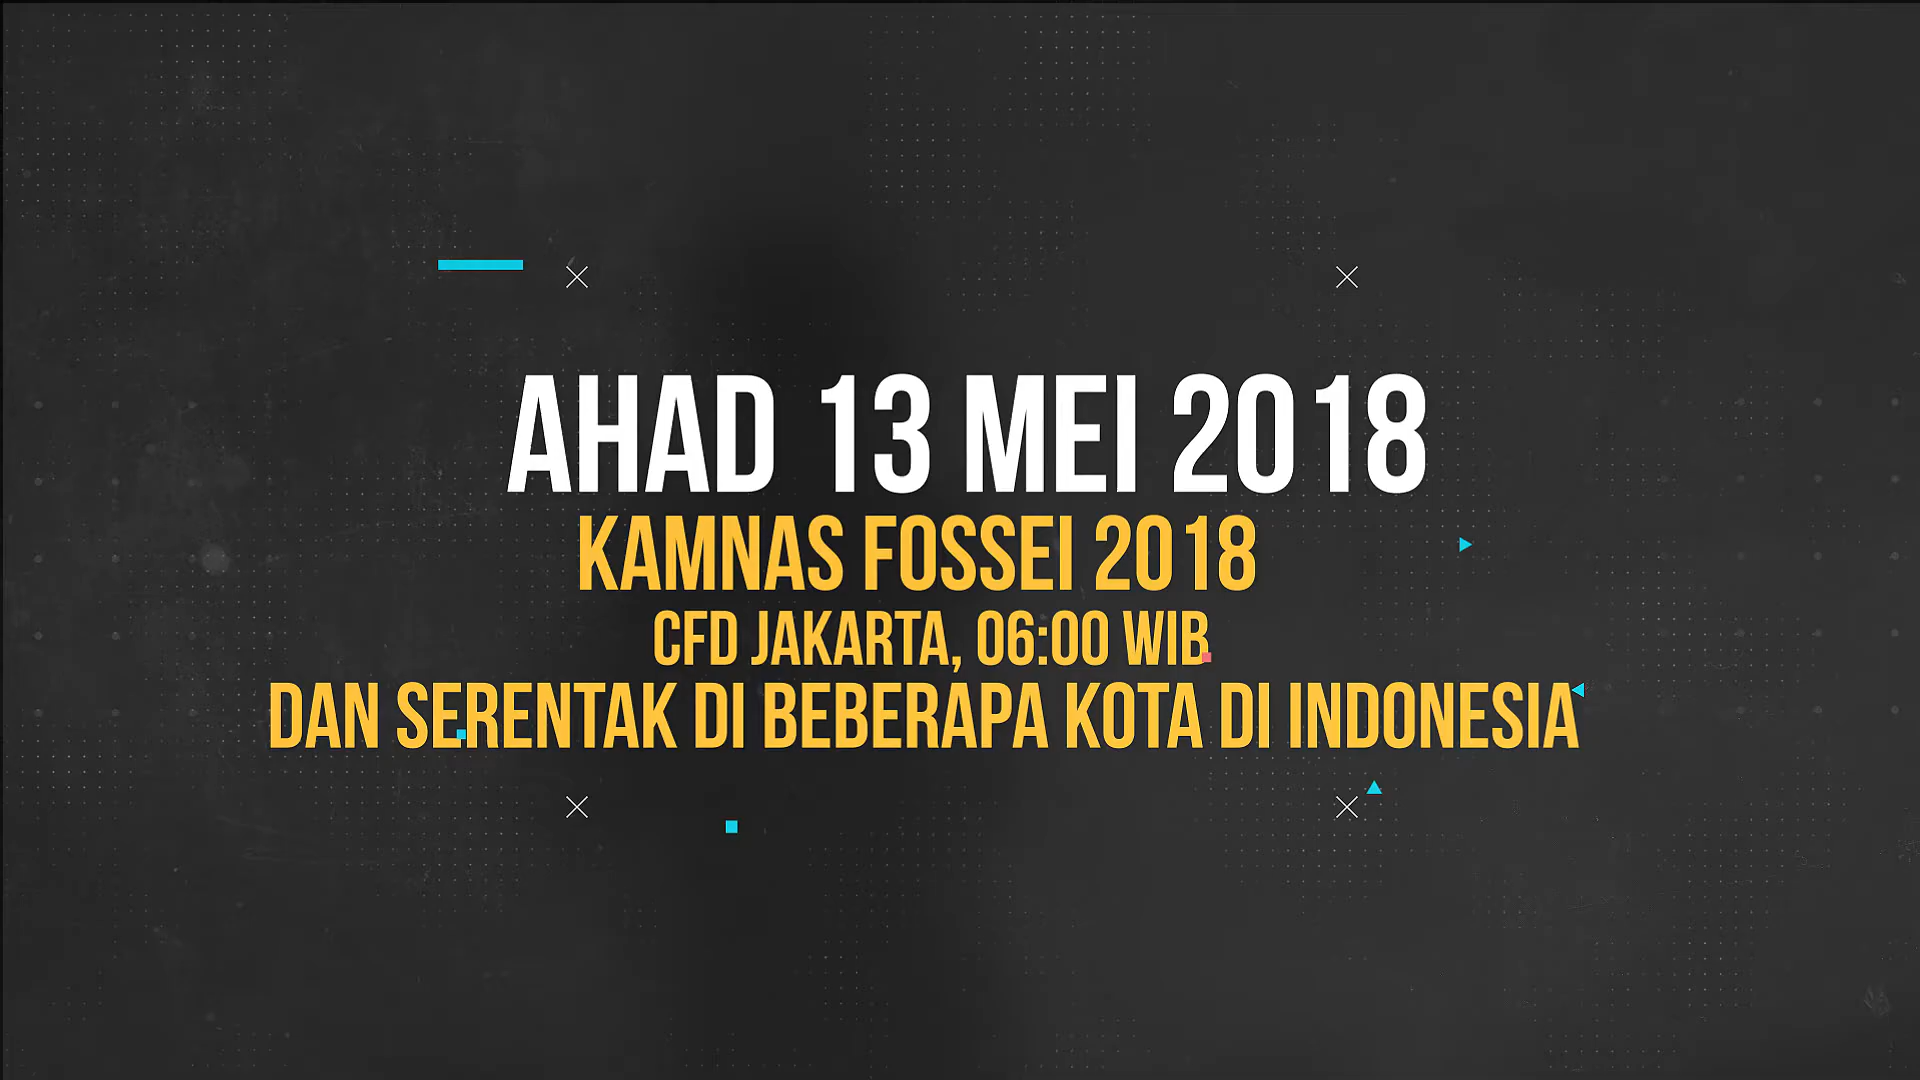 AHAD 13 MEI 2018
KAMNAS FOSSEI 2018
CFD JAKARTA, 06:00 WIB
DAN SERENTAK DI BEBERAPA KOTA DI INDONESIA